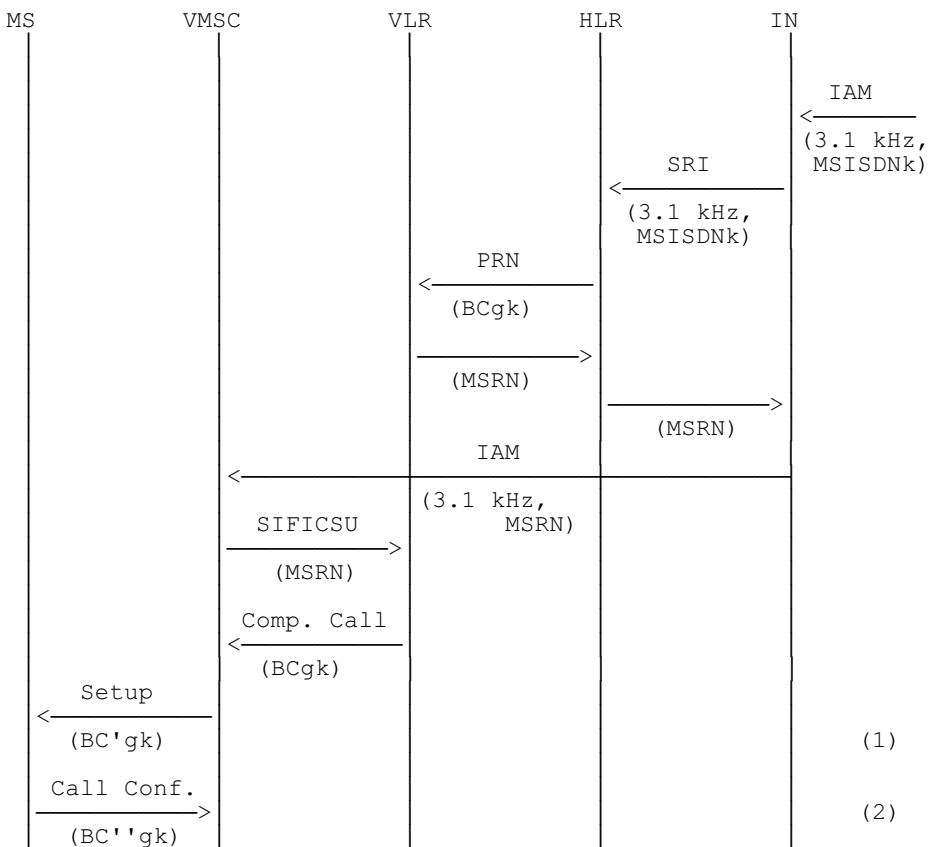 MS VMSC VLR HLR IN
IAM
(3.1 kHz,
MSISDNk)
SRI
(3.1 kHz,
MSISDNk)
PRN
(BCgk)
(MSRN)
(MSRN)
IAM
(3.1 kHz,
MSRN)
SIFICSU
(MSRN)
Comp. Call
(BCgk)
Setup
(BC'gk) (1)
Call Conf.
(2)
(BC''gk)